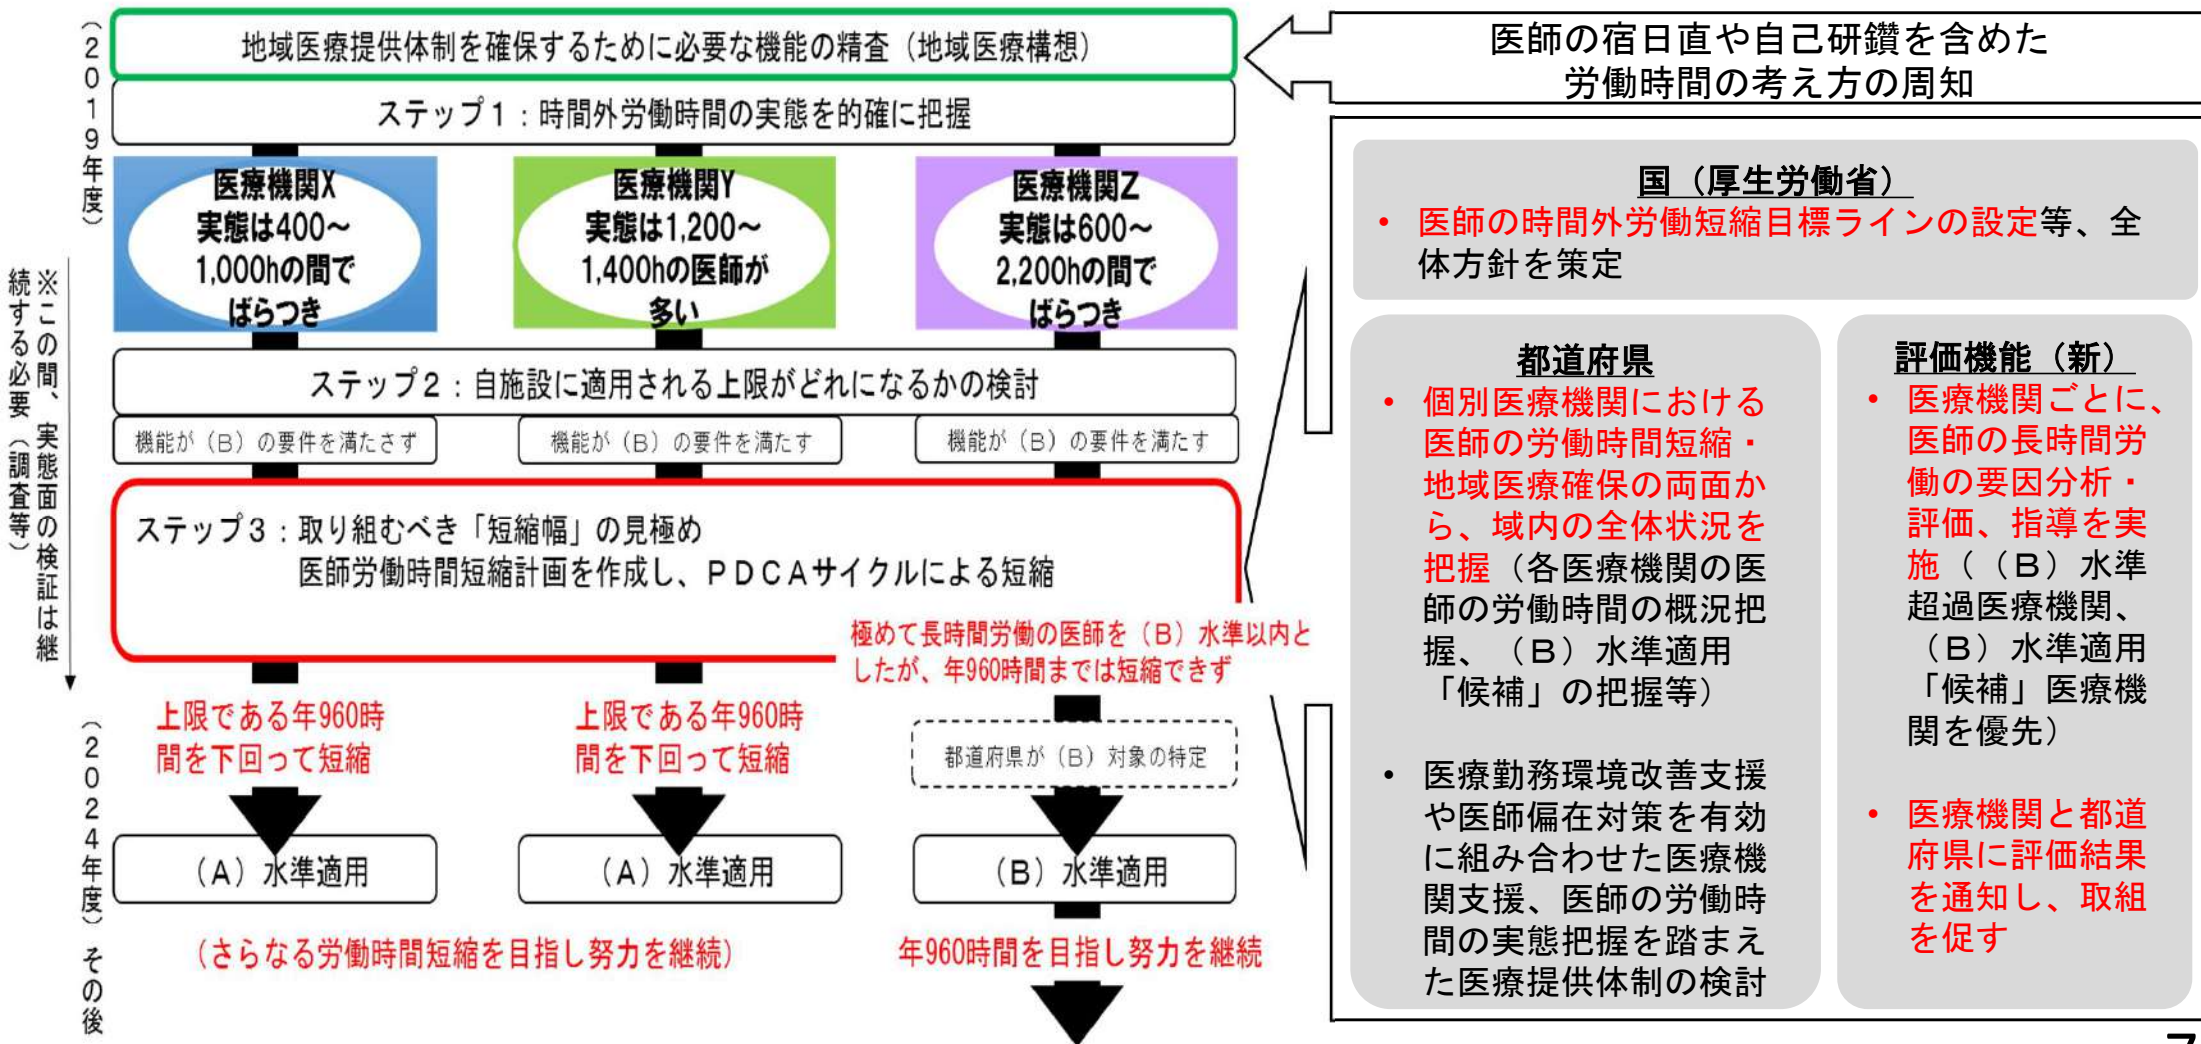 （2019年度）
※この間、実態面の検証は継
続する必要（調査等）
（2024年度）その後
地域医療提供体制を確保するために必要な機能の精査（地域医療構想）
ステップ１：時間外労働時間の実態を的確に把握
医療機関X
実態は400～
1,000hの間で
ばらつき
医療機関Y
実態は1,200～
1,400hの医師が
多い
医療機関Z
実態は600～
2,200hの間で
ばらつき
ステップ２：自施設に適用される上限がどれになるかの検討
機能が（B）の要件を満たさず
機能が（B）の要件を満たす
機能が（B）の要件を満たす
ステップ３：取り組むべき「短縮幅」の見極め
医師労働時間短縮計画を作成し、ＰＤＣＡサイクルによる短縮
極めて長時間労働の医師を（B）水準以内と
したが、年960時間までは短縮できず
上限である年960時
間を下回って短縮
上限である年960時
間を下回って短縮
都道府県が（B）対象の特定
（A）水準適用
（A）水準適用
（B）水準適用
（さらなる労働時間短縮を目指し努力を継続）
年960時間を目指し努力を継続
医師の宿日直や自己研鑽を含めた
労働時間の考え方の周知
国（厚生労働省）
• 医師の時間外労働短縮目標ラインの設定等、全
体方針を策定
都道府県
• 個別医療機関における
医師の労働時間短縮・
地域医療確保の両面か
ら、域内の全体状況を
把握（各医療機関の医
師の労働時間の概況把
握、（Ｂ）水準適用
「候補」の把握等）
• 医療勤務環境改善支援
や医師偏在対策を有効
に組み合わせた医療機
関支援、医師の労働時
間の実態把握を踏まえ
た医療提供体制の検討
評価機能（新）
• 医療機関ごとに、
医師の長時間労
働の要因分析・
評価、指導を実
施（（Ｂ）水準
超過医療機関、
（Ｂ）水準適用
「候補」医療機
関を優先）
• 医療機関と都道
府県に評価結果
を通知し、取組
を促す
7